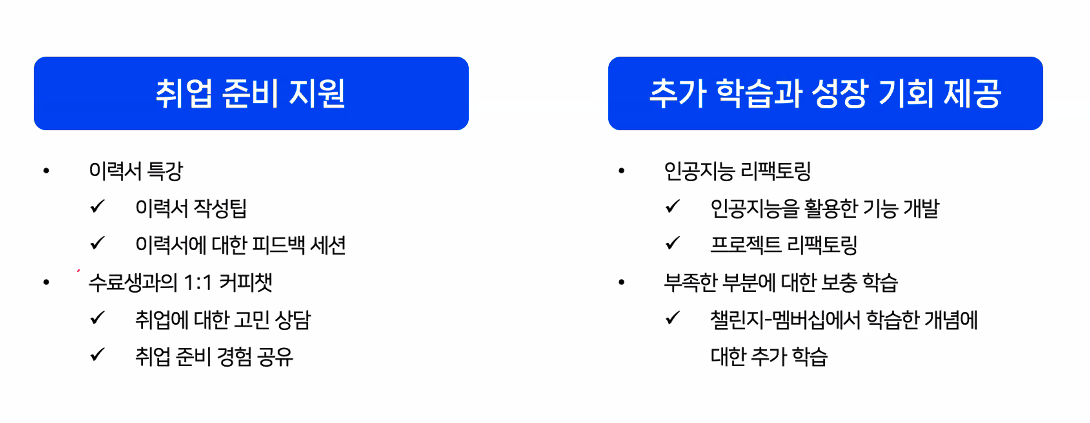 취업 준비 지원
• 이력서 특강
✓ 이력서 작성팁
✓ 이력서에 대한 피드백 세션
• 수료생과의 1:1 커피챗
✓ 취업에 대한 고민 상담
✓ 취업 준비 경험 공유
추가 학습과 성장 기회 제공
• 인공지능 리팩토링
✓ 인공지능을 활용한 기능 개발
✓ 프로젝트 리팩토링
• 부족한 부분에 대한 보충 학습
✓ 챌린지-멤버십에서 학습한 개념에
대한 추가 학습